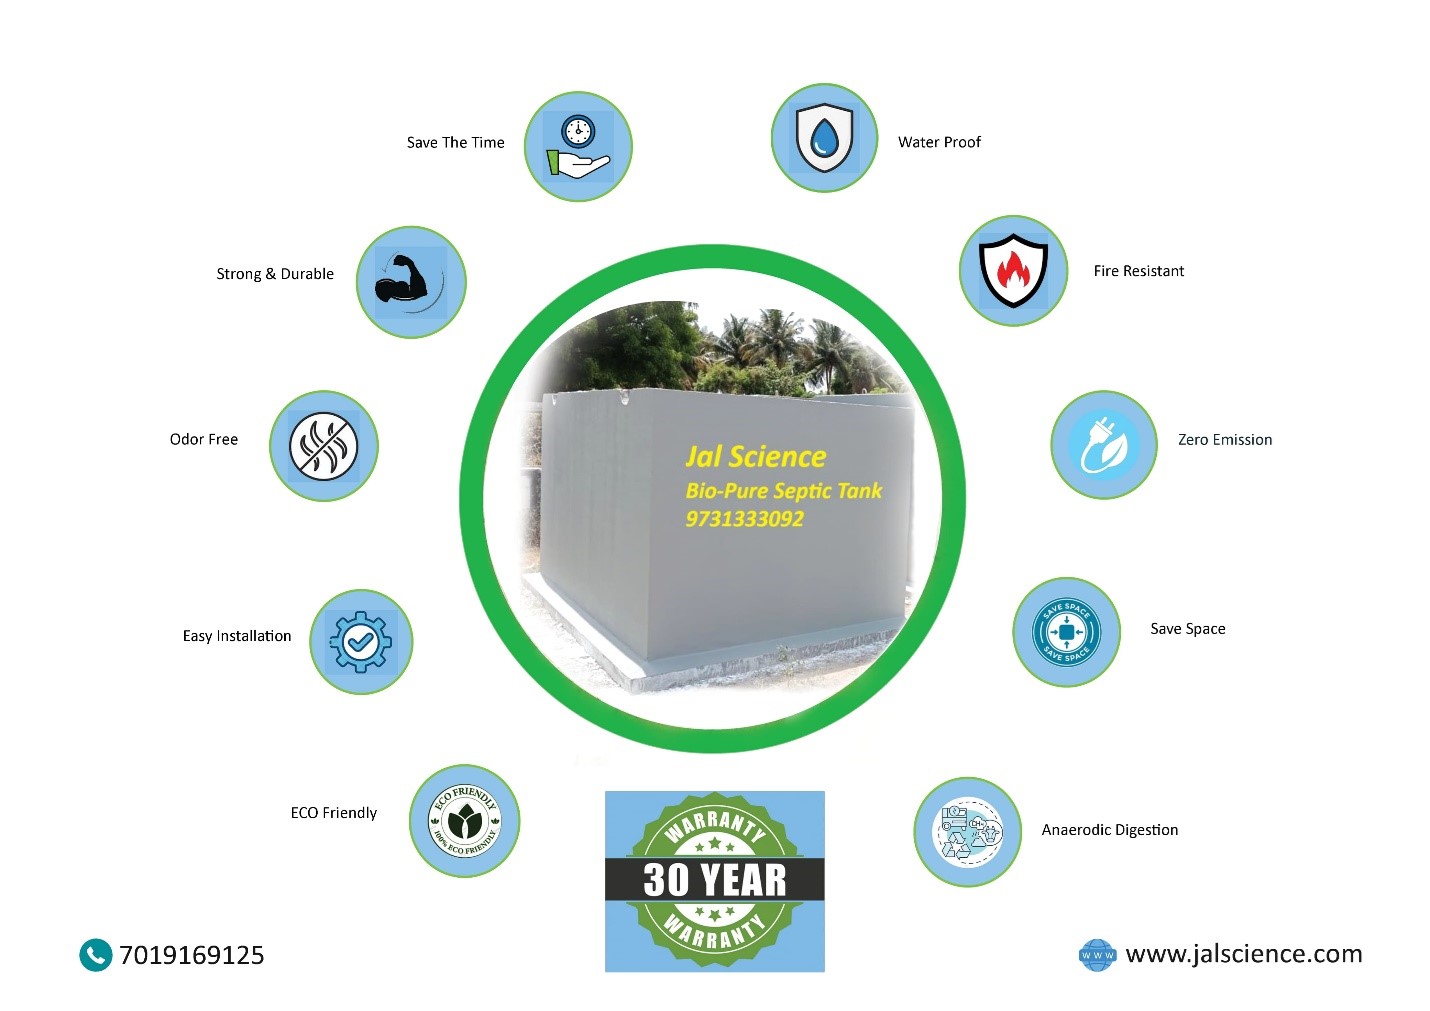 Save The Time
Water Proof
Strong & Durable
Fire Resistant
Odor Free
Zero Emission
Jal Science
Bio-Pure Septic Tank
9731333092
Easy Installation
SAVE SPACE
SAVE SPACE
Save Space
ECO Friendly
ECO FRIENDLY
100% ECO FRIENDLY
WARRANTY
30 YEAR
WARRANTY
CH4
Anaerodic Digestion
7019169125
WWW
www.jalscience.com